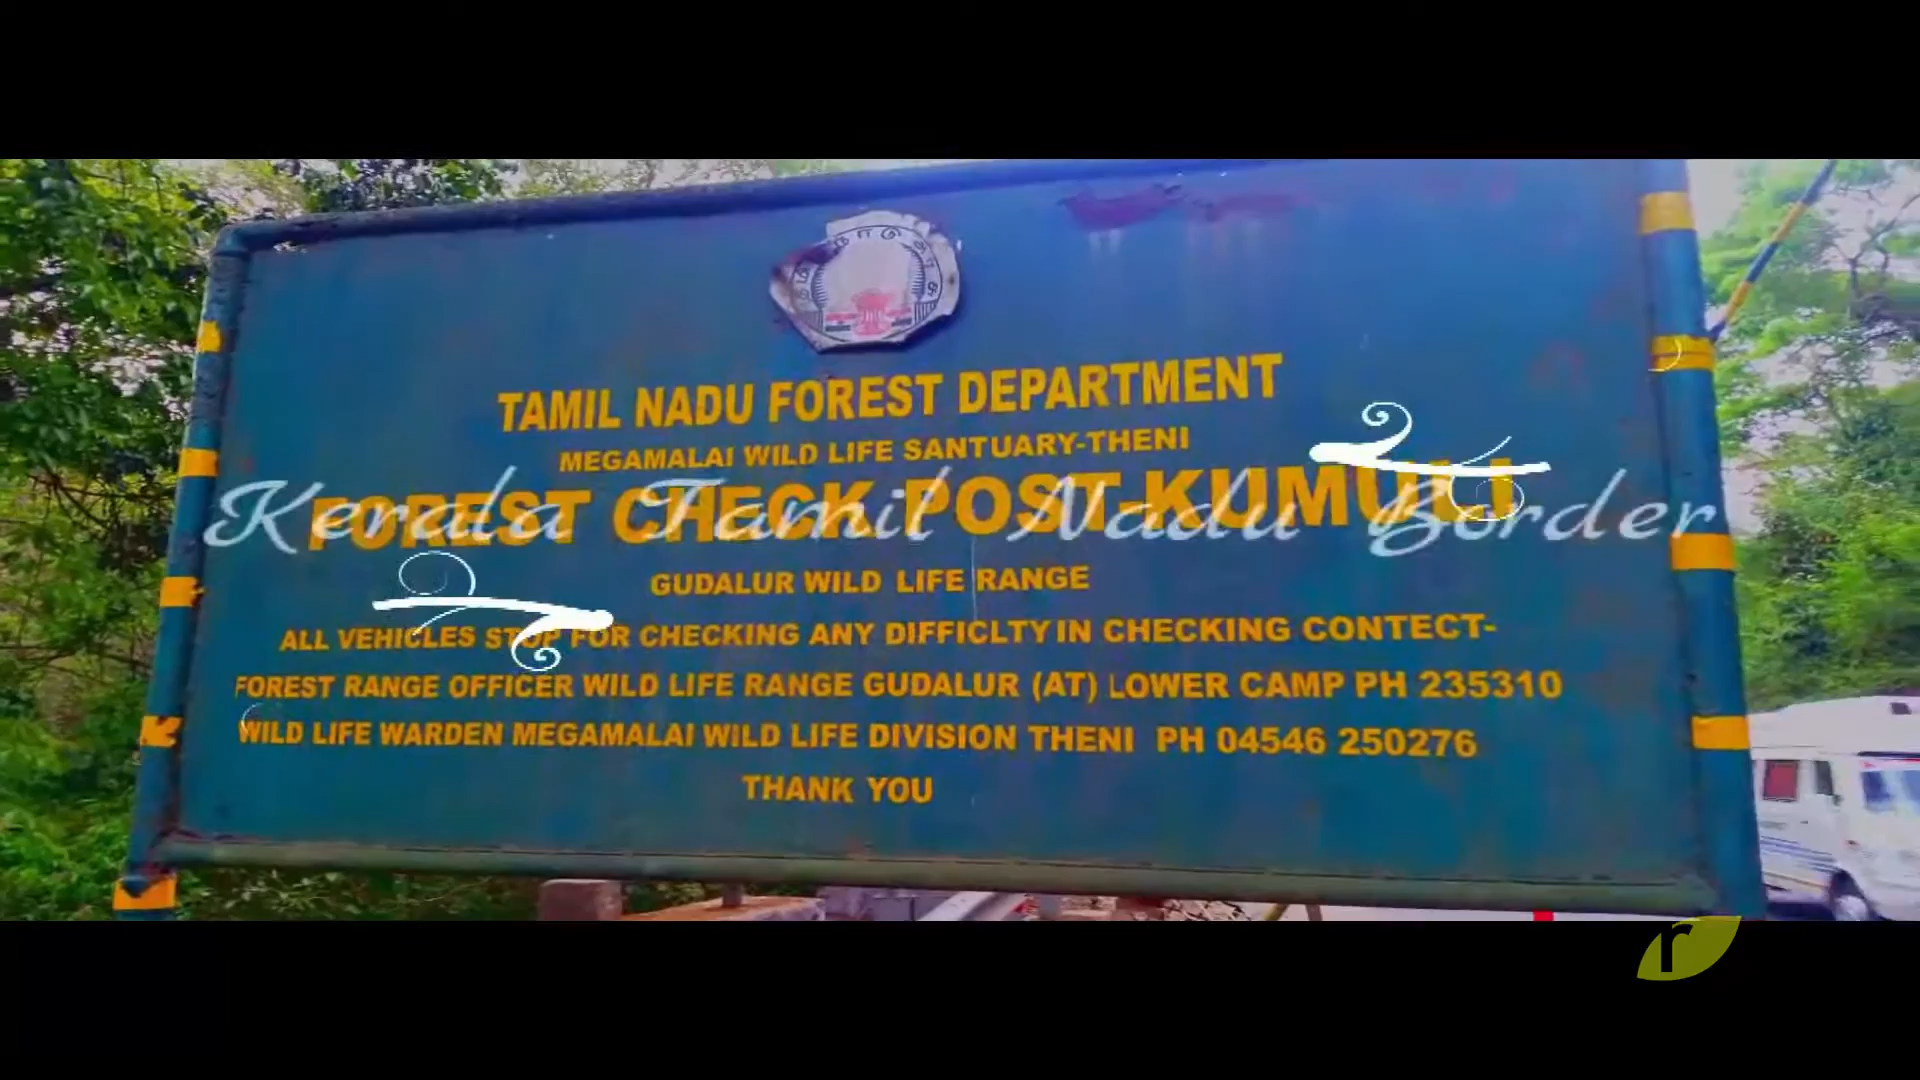 TAMIL NADU FOREST DEPARTMENT
MEGAMALAI WILD LIFE SANTUARY-THENI
FOREST CHECK POST-KUMULI
Kerala Tamil Nadu Border
GUDALUR WILD LIFE RANGE
ALL VEHICLES STOP FOR CHECKING ANY DIFFICLTY IN CHECKING CONTECT-
FOREST RANGE OFFICER WILD LIFE RANGE GUDALUR (AT) LOWER CAMP PH 235310
WILD LIFE WARDEN MEGAMALAI WILD LIFE DIVISION THENI PH 04546 250276
THANK YOU
r